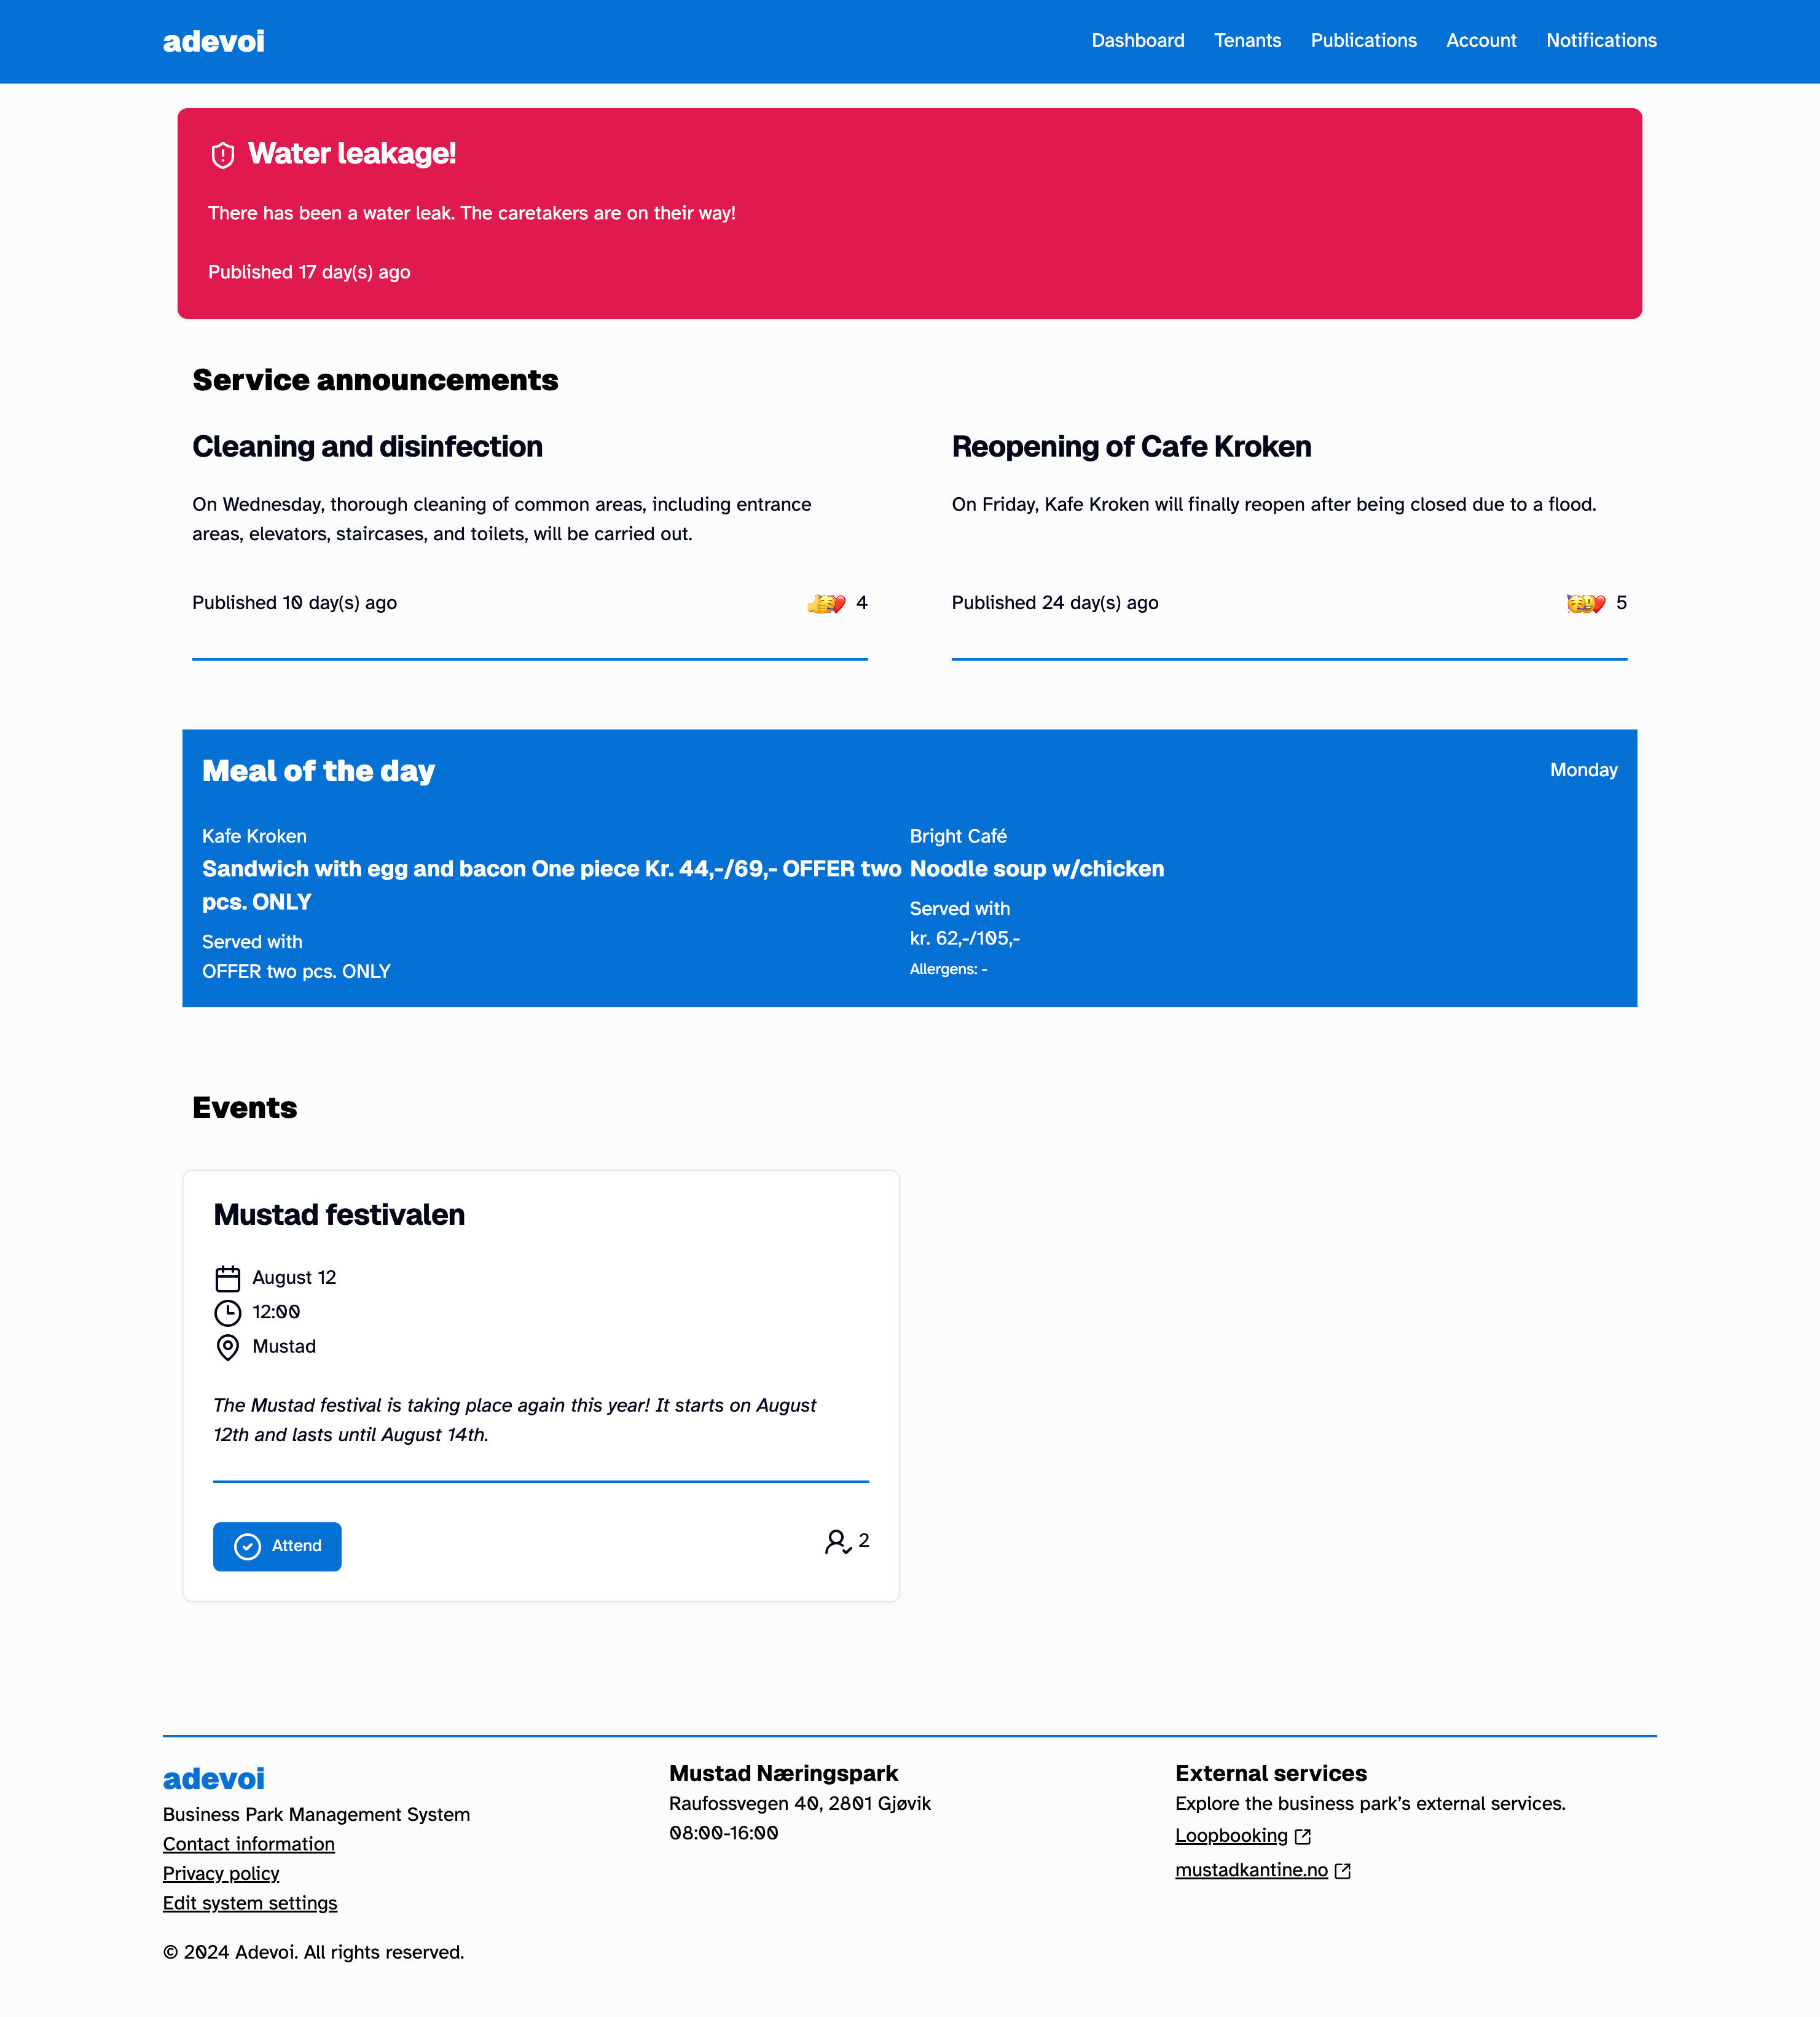 adevoi
Dashboard Tenants Publications Account Notifications
Water leakage!
There has been a water leak. The caretakers are on their way!
Published 17 day(s) ago
Service announcements
Cleaning and disinfection
On Wednesday, thorough cleaning of common areas, including entrance
areas, elevators, staircases, and toilets, will be carried out.
Published 10 day(s) ago 4
Reopening of Cafe Kroken
On Friday, Kafe Kroken will finally reopen after being closed due to a flood.
Published 24 day(s) ago 5
Meal of the day
Monday
Kafe Kroken
Sandwich with egg and bacon One piece Kr. 44,-/69,- OFFER two
pcs. ONLY
Served with
OFFER two pcs. ONLY
Bright Café
Noodle soup w/chicken
Served with
kr. 62,-/105,-
Allergens: -
Events
Mustad festivalen
August 12
12:00
Mustad
The Mustad festival is taking place again this year! It starts on August
12th and lasts until August 14th.
Attend
2
adevoi
Business Park Management System
Contact information
Privacy policy
Edit system settings
© 2024 Adevoi. All rights reserved.
Mustad Næringspark
Raufossvegen 40, 2801 Gjøvik
08:00-16:00
External services
Explore the business park’s external services.
Loopbooking
mustadkantine.no